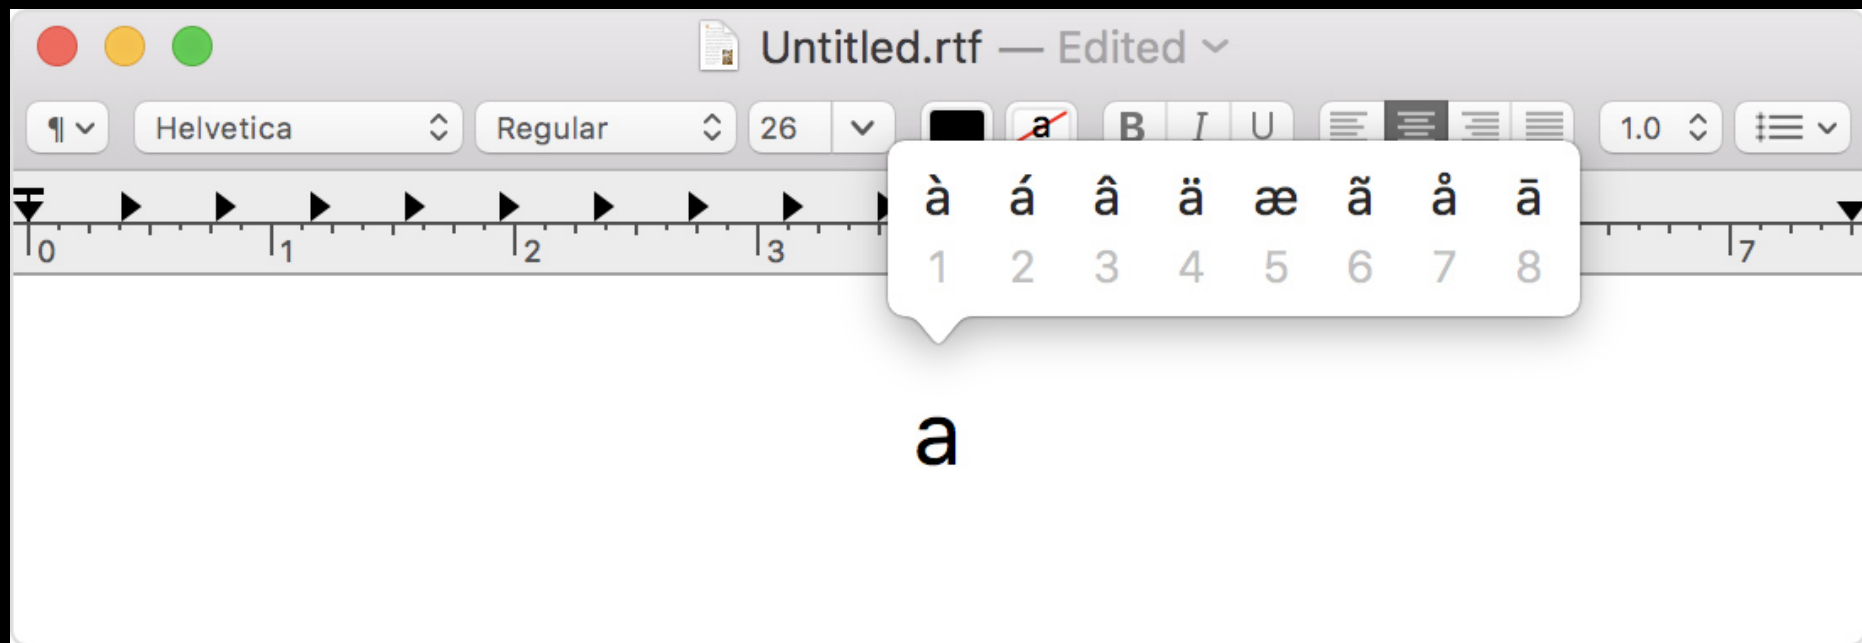 Untitled.rtf — Edited
¶ Helvetica Regular 26 a B I U 1.0
0 1 2 3 7
à á â ä æ ã å ā
1 2 3 4 5 6 7 8
a